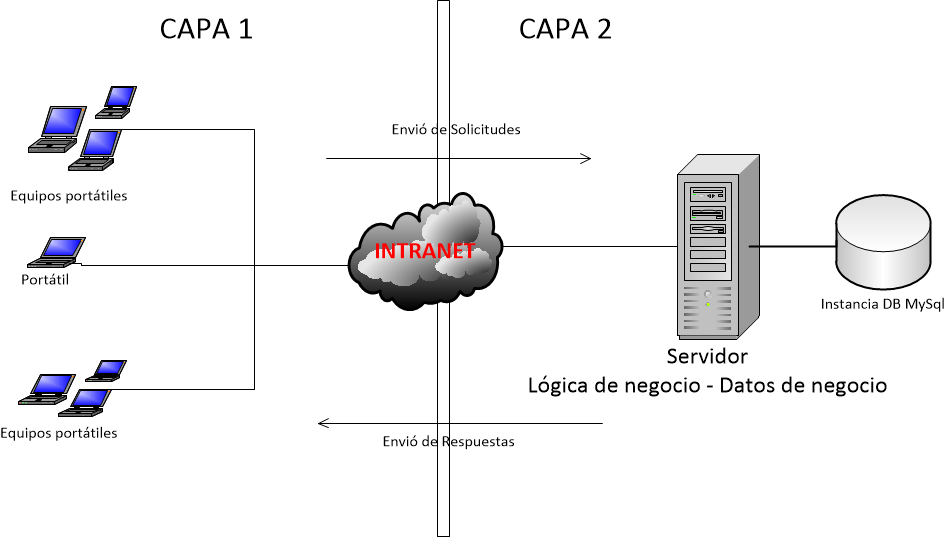 CAPA 1
CAPA 2
Envió de Solicitudes
Equipos portátiles
INTRANET
Portátil
Instancia DB MySql
Servidor
Lógica de negocio - Datos de negocio
Equipos portátiles
Envió de Respuestas